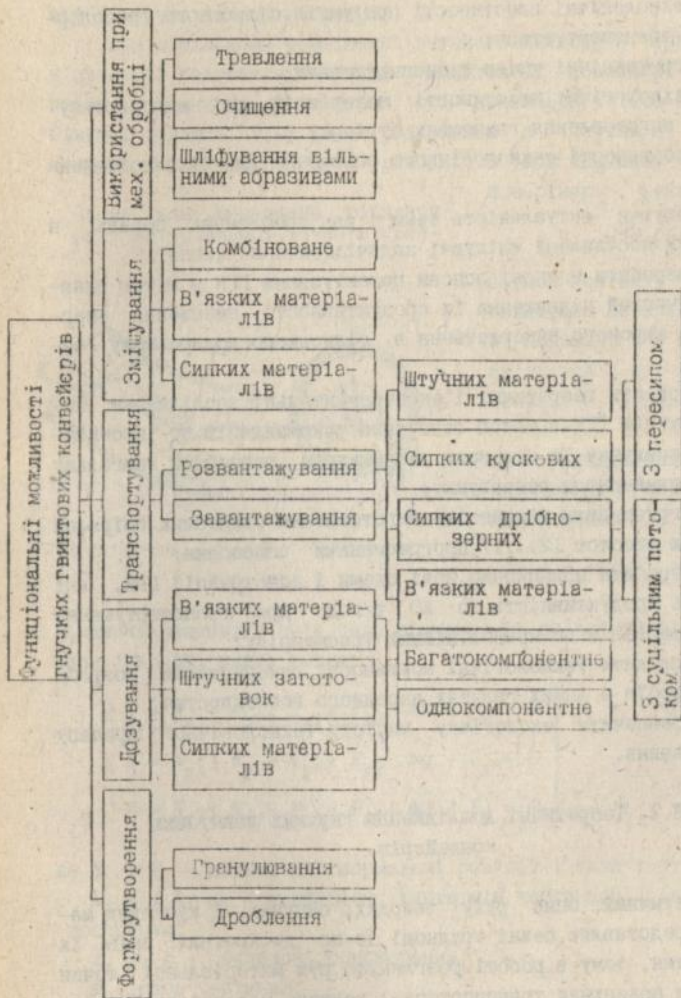 Функціональні можливості
гнучких гвинтових конвейєрів
Використання при
мех. обробці
Травлення
Очищення
Шліфування віль-
ними абразивами
Змішування
Комбіноване
В'язких матеріа-
лів
Сипких матеріа-
лів
Транспортування
Розвантажування
Завантажування
Штучних матеріа-
лів
Сипких кускових
Сипких дрібно-
зерних
В'язких матеріа-
лів
З пересипом
З суцільним пото-
ком
Дозування
В'язких матеріа-
лів
Штучних загото-
вок
Сипких матеріа-
лів
Багатокомпонентне
Однокомпонентне
Формоутворення
Гранулювання
Дроблення